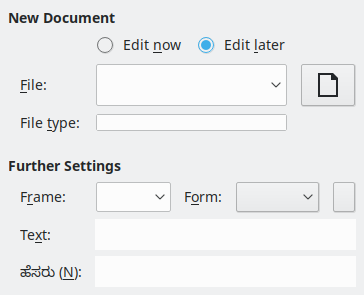 New Document
Edit now Edit later
File:
File type:
Further Settings
Frame: Form:
Text:
ಹೆಸರು (N):